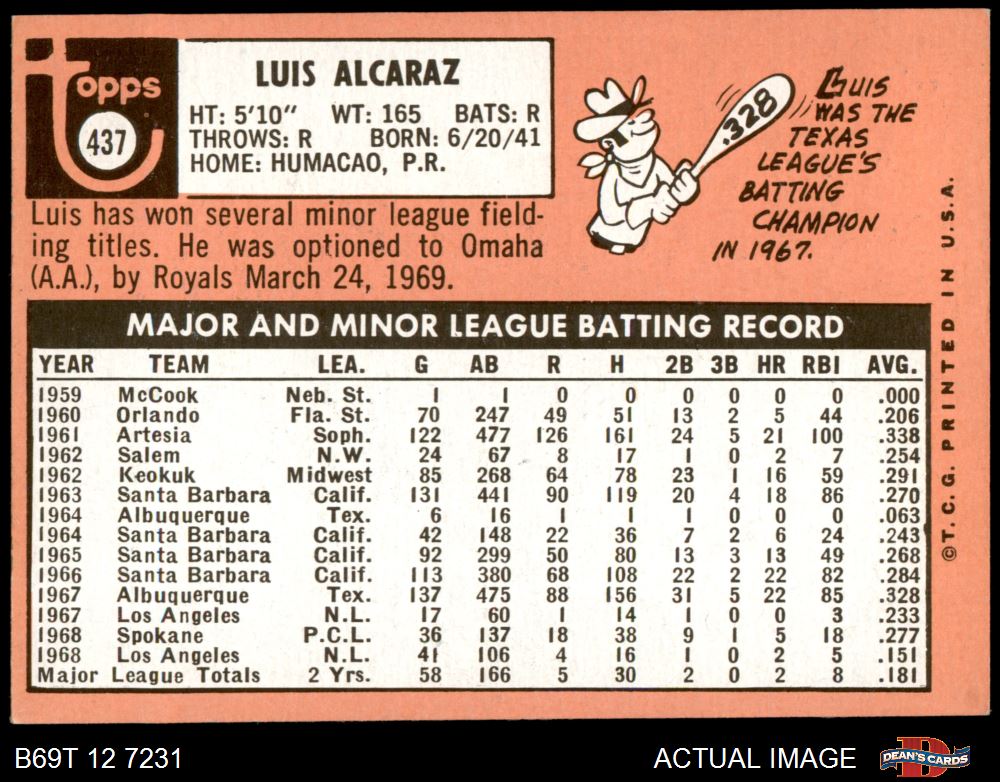 Topps
437
LUIS ALCARAZ
HT: 5'10" WT: 165 BATS: R
THROWS: R BORN: 6/20/41
HOME: HUMACAO, P.R.
.328
LUIS
WAS THE
TEXAS
LEAGUE'S
BATTING
CHAMPION
IN 1967.
Luis has won several minor league field-
ing titles. He was optioned to Omaha
(A.A.), by Royals March 24, 1969.
MAJOR AND MINOR LEAGUE BATTING RECORD
YEAR TEAM LEA. G AB R H 2B 3B HR RBI AVG.
1959 McCook Neb. St. 1 1 0 0 0 0 0 0 .000
1960 Orlando Fla. St. 70 247 49 51 13 2 5 44 .206
1961 Artesia Soph. 122 477 126 161 24 5 21 100 .338
1962 Salem N.W. 24 67 8 17 1 0 2 7 .254
1962 Keokuk Midwest 85 268 64 78 23 1 16 59 .291
1963 Santa Barbara Calif. 131 441 90 119 20 4 18 86 .270
1964 Albuquerque Tex. 6 16 1 1 1 0 0 0 .063
1964 Santa Barbara Calif. 42 148 22 36 7 2 6 24 .243
1965 Santa Barbara Calif. 92 299 50 80 13 3 13 49 .268
1966 Santa Barbara Calif. 113 380 68 108 22 2 22 82 .284
1967 Albuquerque Tex. 137 475 88 156 31 5 22 85 .328
1967 Los Angeles N.L. 17 60 1 14 1 0 0 3 .233
1968 Spokane P.C.L. 36 137 18 38 9 1 5 18 .277
1968 Los Angeles N.L. 41 106 4 16 1 0 2 5 .151
Major League Totals 2 Yrs. 58 166 5 30 2 0 2 8 .181
©T.C.G. PRINTED IN U.S.A.
B69T 12 7231
ACTUAL IMAGE
DEAN'S CARDS